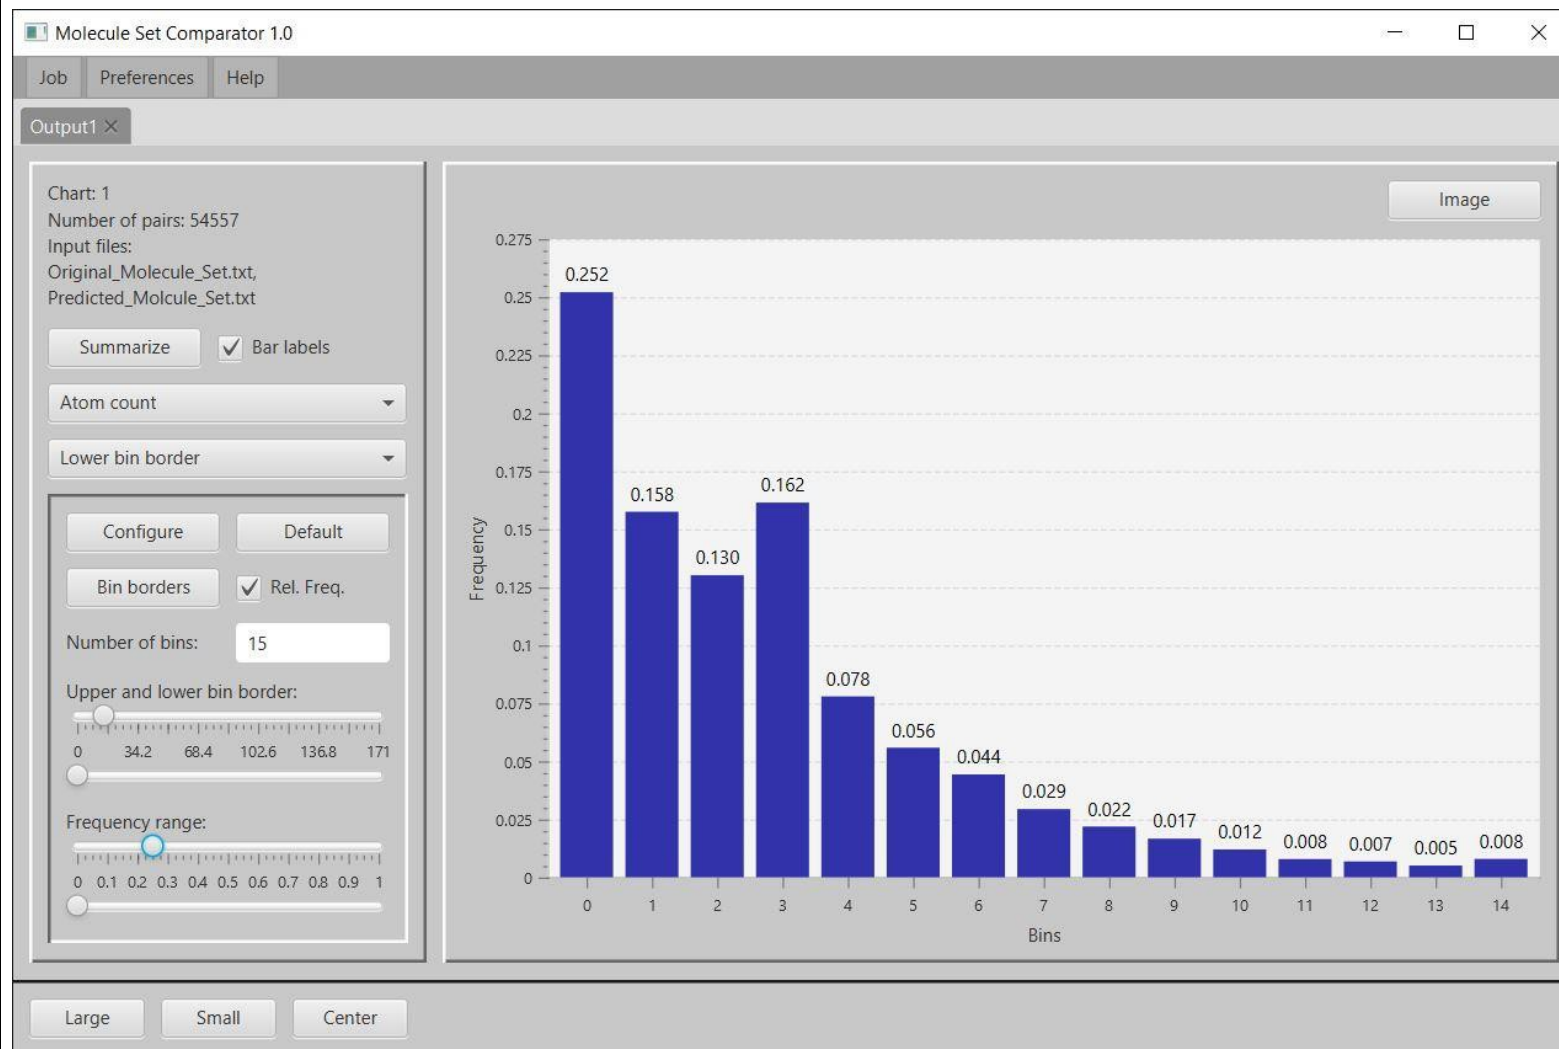 Molecule Set Comparator 1.0
Job Preferences Help
Output1
Chart: 1
Number of pairs: 54557
Input files:
Original_Molecule_Set.txt,
Predicted_Molcule_Set.txt
Summarize Bar labels
Atom count
Lower bin border
Configure Default
Bin borders Rel. Freq.
Number of bins: 15
Upper and lower bin border:
0 34.2 68.4 102.6 136.8 171
Frequency range:
0 0.1 0.2 0.3 0.4 0.5 0.6 0.7 0.8 0.9 1
Image
Frequency
0.275
0.25
0.225
0.2
0.175
0.15
0.125
0.1
0.075
0.05
0.025
0
0.252
0.158
0.130
0.162
0.078
0.056
0.044
0.029
0.022
0.017
0.012
0.008
0.007
0.005
0.008
0 1 2 3 4 5 6 7 8 9 10 11 12 13 14
Bins
Large Small Center